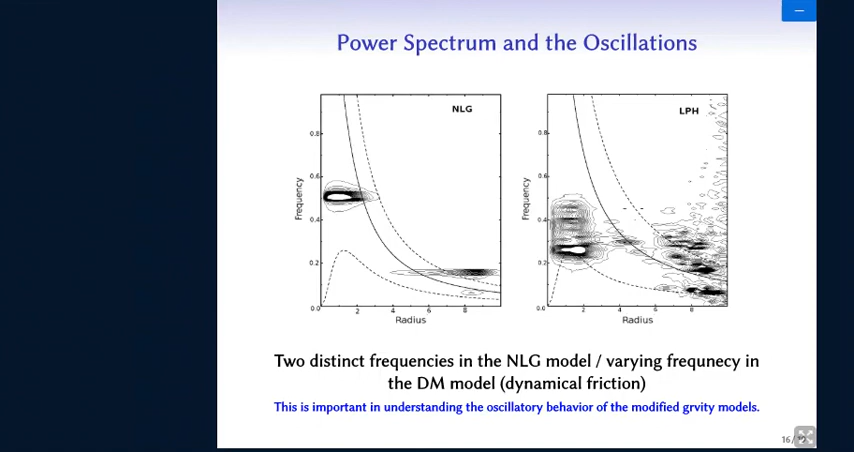 Power Spectrum and the Oscillations
NLG
LPH
Frequency
0.8
0.6
0.4
0.2
0.0
2
4
6
8
Radius
Frequency
0.8
0.6
0.4
0.2
0.0
2
4
6
8
Radius
Two distinct frequencies in the NLG model / varying frequnecy in
the DM model (dynamical friction)
This is important in understanding the oscillatory behavior of the modified grvity models.
16/